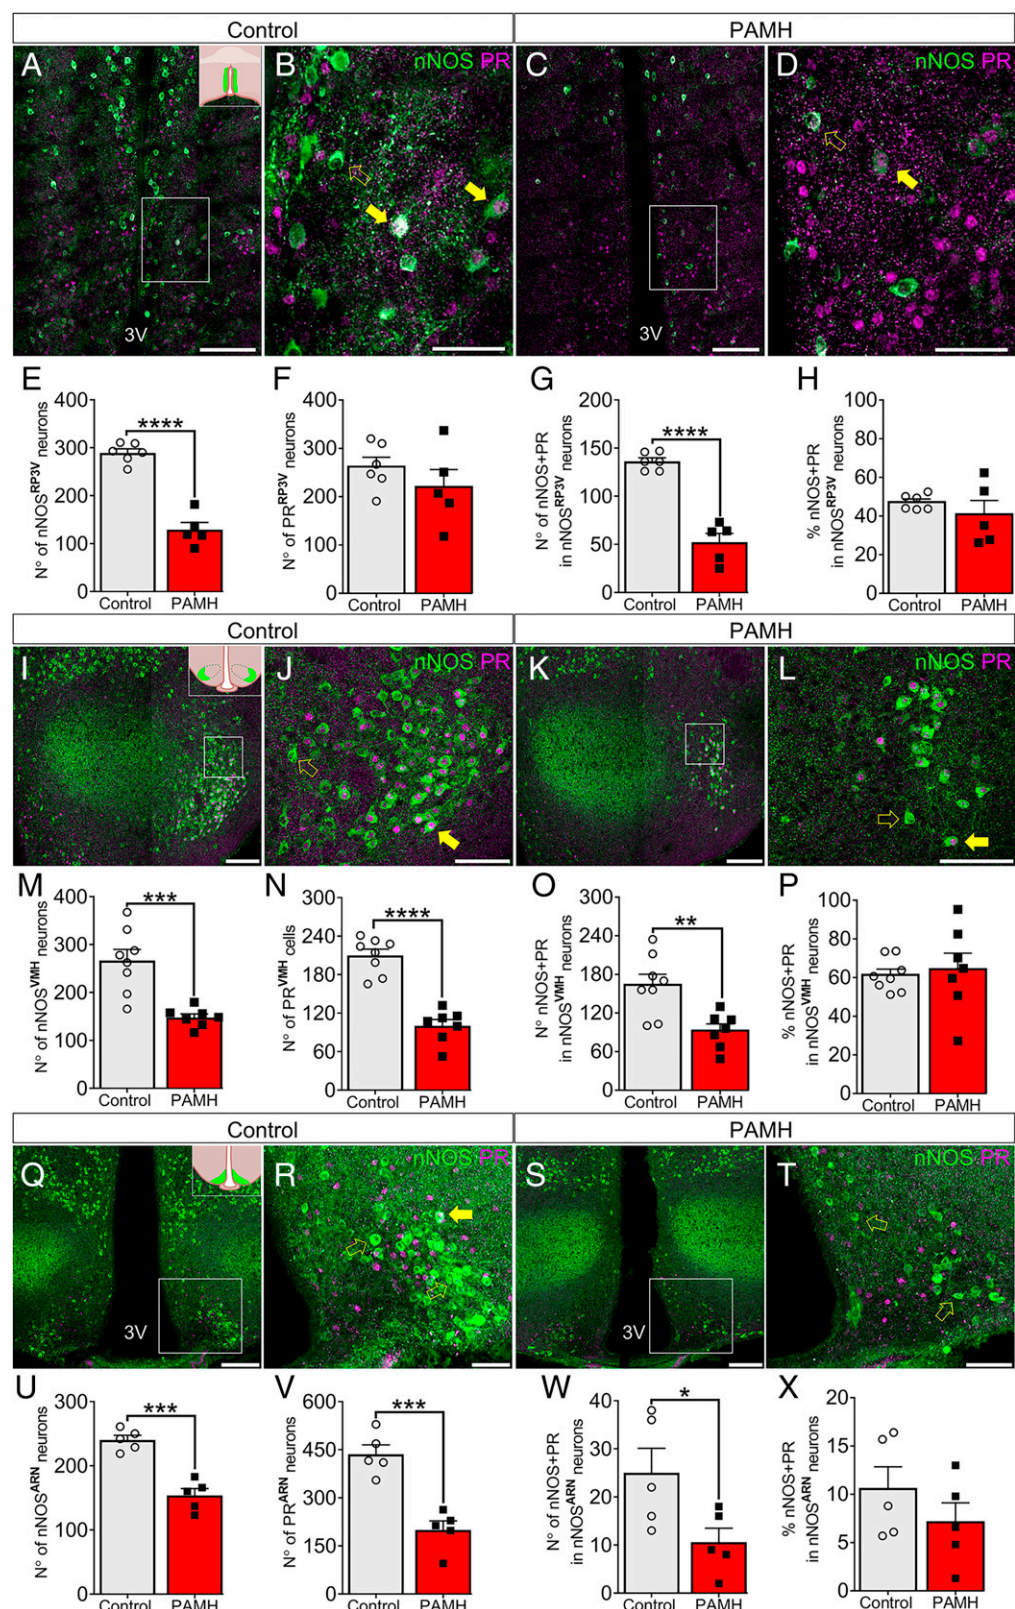 Control PAMH
A B nNOS PR C D nNOS PR
3V 3V
E F G H
N° of nNOS^RP3V neurons
400
300
200
100
0
****
Control PAMH
N° of PR^RP3V neurons
400
300
200
100
0
Control PAMH
N° of nNOS+PR
in nNOS^RP3V neurons
200
150
100
50
0
****
Control PAMH
% nNOS+PR
in nNOS^RP3V neurons
100
80
60
40
20
0
Control PAMH
Control PAMH
I J nNOS PR K L nNOS PR
M N O P
N° of nNOS^VMH neurons
400
300
200
100
0
***
Control PAMH
N° of PR^VMH cells
300
240
180
120
60
0
****
Control PAMH
N° nNOS+PR
in nNOS^VMH neurons
300
200
100
0
**
Control PAMH
% nNOS+PR
in nNOS^VMH neurons
100
80
60
40
20
0
Control PAMH
Control PAMH
Q R nNOS PR S T nNOS PR
3V 3V
U V W X
N° of nNOS^ARN neurons
300
200
100
0
***
Control PAMH
N° of PR^ARN neurons
600
450
300
150
0
***
Control PAMH
N° of nNOS+PR
in nNOS^ARN neurons
40
30
20
10
0
*
Control PAMH
% nNOS+PR
in nNOS^ARN neurons
20
15
10
5
0
Control PAMH